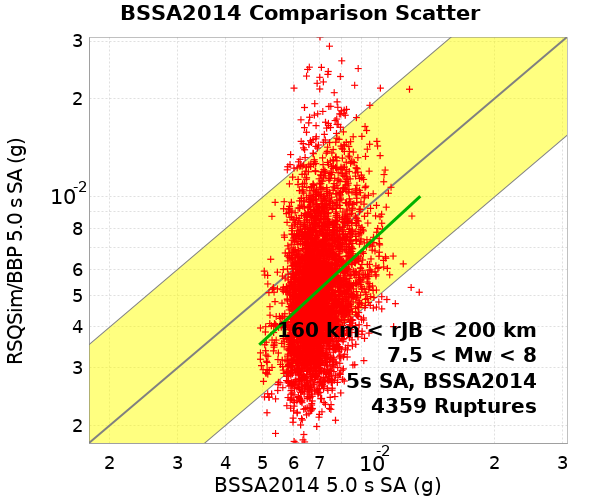 BSSA2014 Comparison Scatter
RSQSim/BBP 5.0 s SA (g)
3
2
10-2
8
6
5
4
3
2
160 km < rJB < 200 km
7.5 < Mw < 8
5s SA, BSSA2014
4359 Ruptures
2 3 4 5 6 7 10-2 2 3
BSSA2014 5.0 s SA (g)